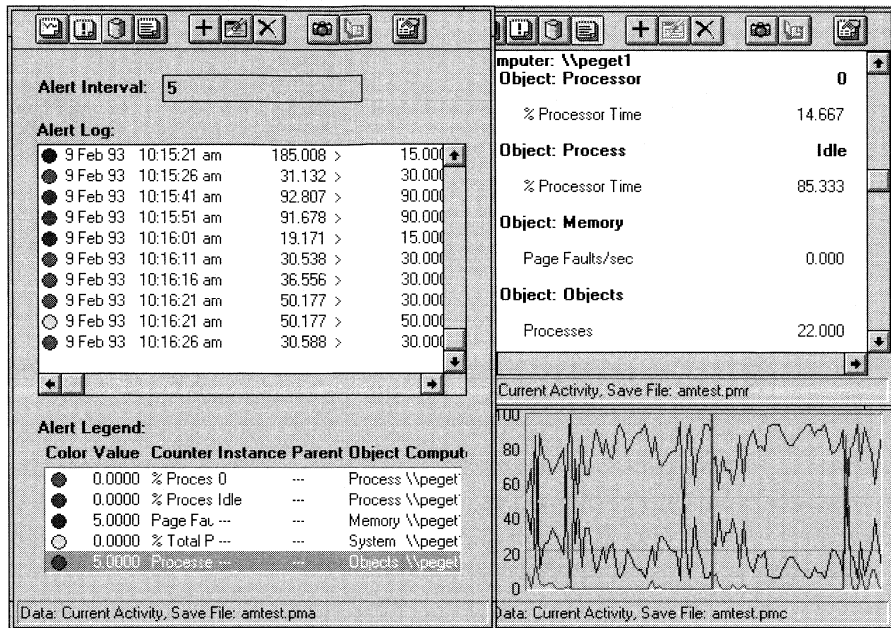 Alert Interval: 5
Alert Log:
9 Feb 93 10:15:21 am 185.008 > 15.000
9 Feb 93 10:15:26 am 31.132 > 30.000
9 Feb 93 10:15:41 am 92.807 > 90.000
9 Feb 93 10:15:51 am 91.678 > 90.000
9 Feb 93 10:16:01 am 19.171 > 15.000
9 Feb 93 10:16:11 am 30.538 > 30.000
9 Feb 93 10:16:16 am 36.556 > 30.000
9 Feb 93 10:16:21 am 50.177 > 30.000
9 Feb 93 10:16:21 am 50.177 > 50.000
9 Feb 93 10:16:26 am 30.588 > 30.000
Alert Legend:
Color Value Counter Instance Parent Object Comput
0.0000 % Proces 0 --- Process \\peget
0.0000 % Proces Idle --- Process \\peget
5.0000 Page Fau --- --- Memory \\peget
0.0000 % Total P --- --- System \\peget
5.0000 Processe --- --- Objects \\peget
Data: Current Activity, Save File: amtest.pma
mputer: \\peget1
Object: Processor 0
% Processor Time 14.667
Object: Process Idle
% Processor Time 85.333
Object: Memory
Page Faults/sec 0.000
Object: Objects
Processes 22.000
Current Activity, Save File: amtest.pmr
100
80
60
40
20
0
Data: Current Activity, Save File: amtest.pmc